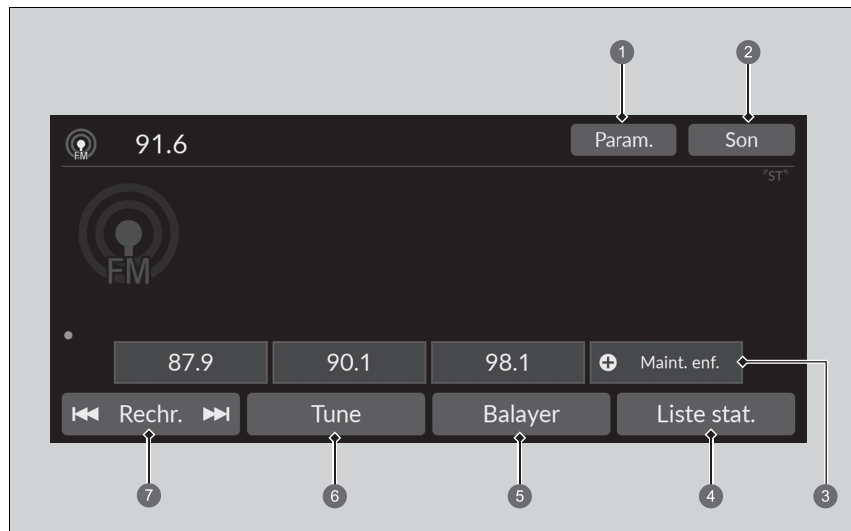 1 2
FM 91.6 Param. Son
ST
FM
87.9 90.1 98.1 Maint. enf.
3
Rechr. Tune Balayer Liste stat.
7 6 5 4